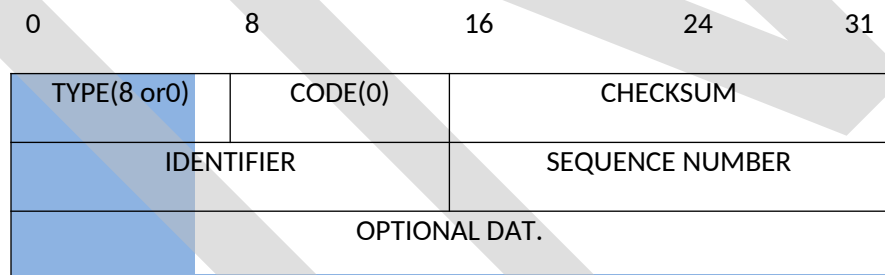 0 8 16 24 31
TYPE(8 or0) CODE(0) CHECKSUM
IDENTIFIER SEQUENCE NUMBER
OPTIONAL DAT.